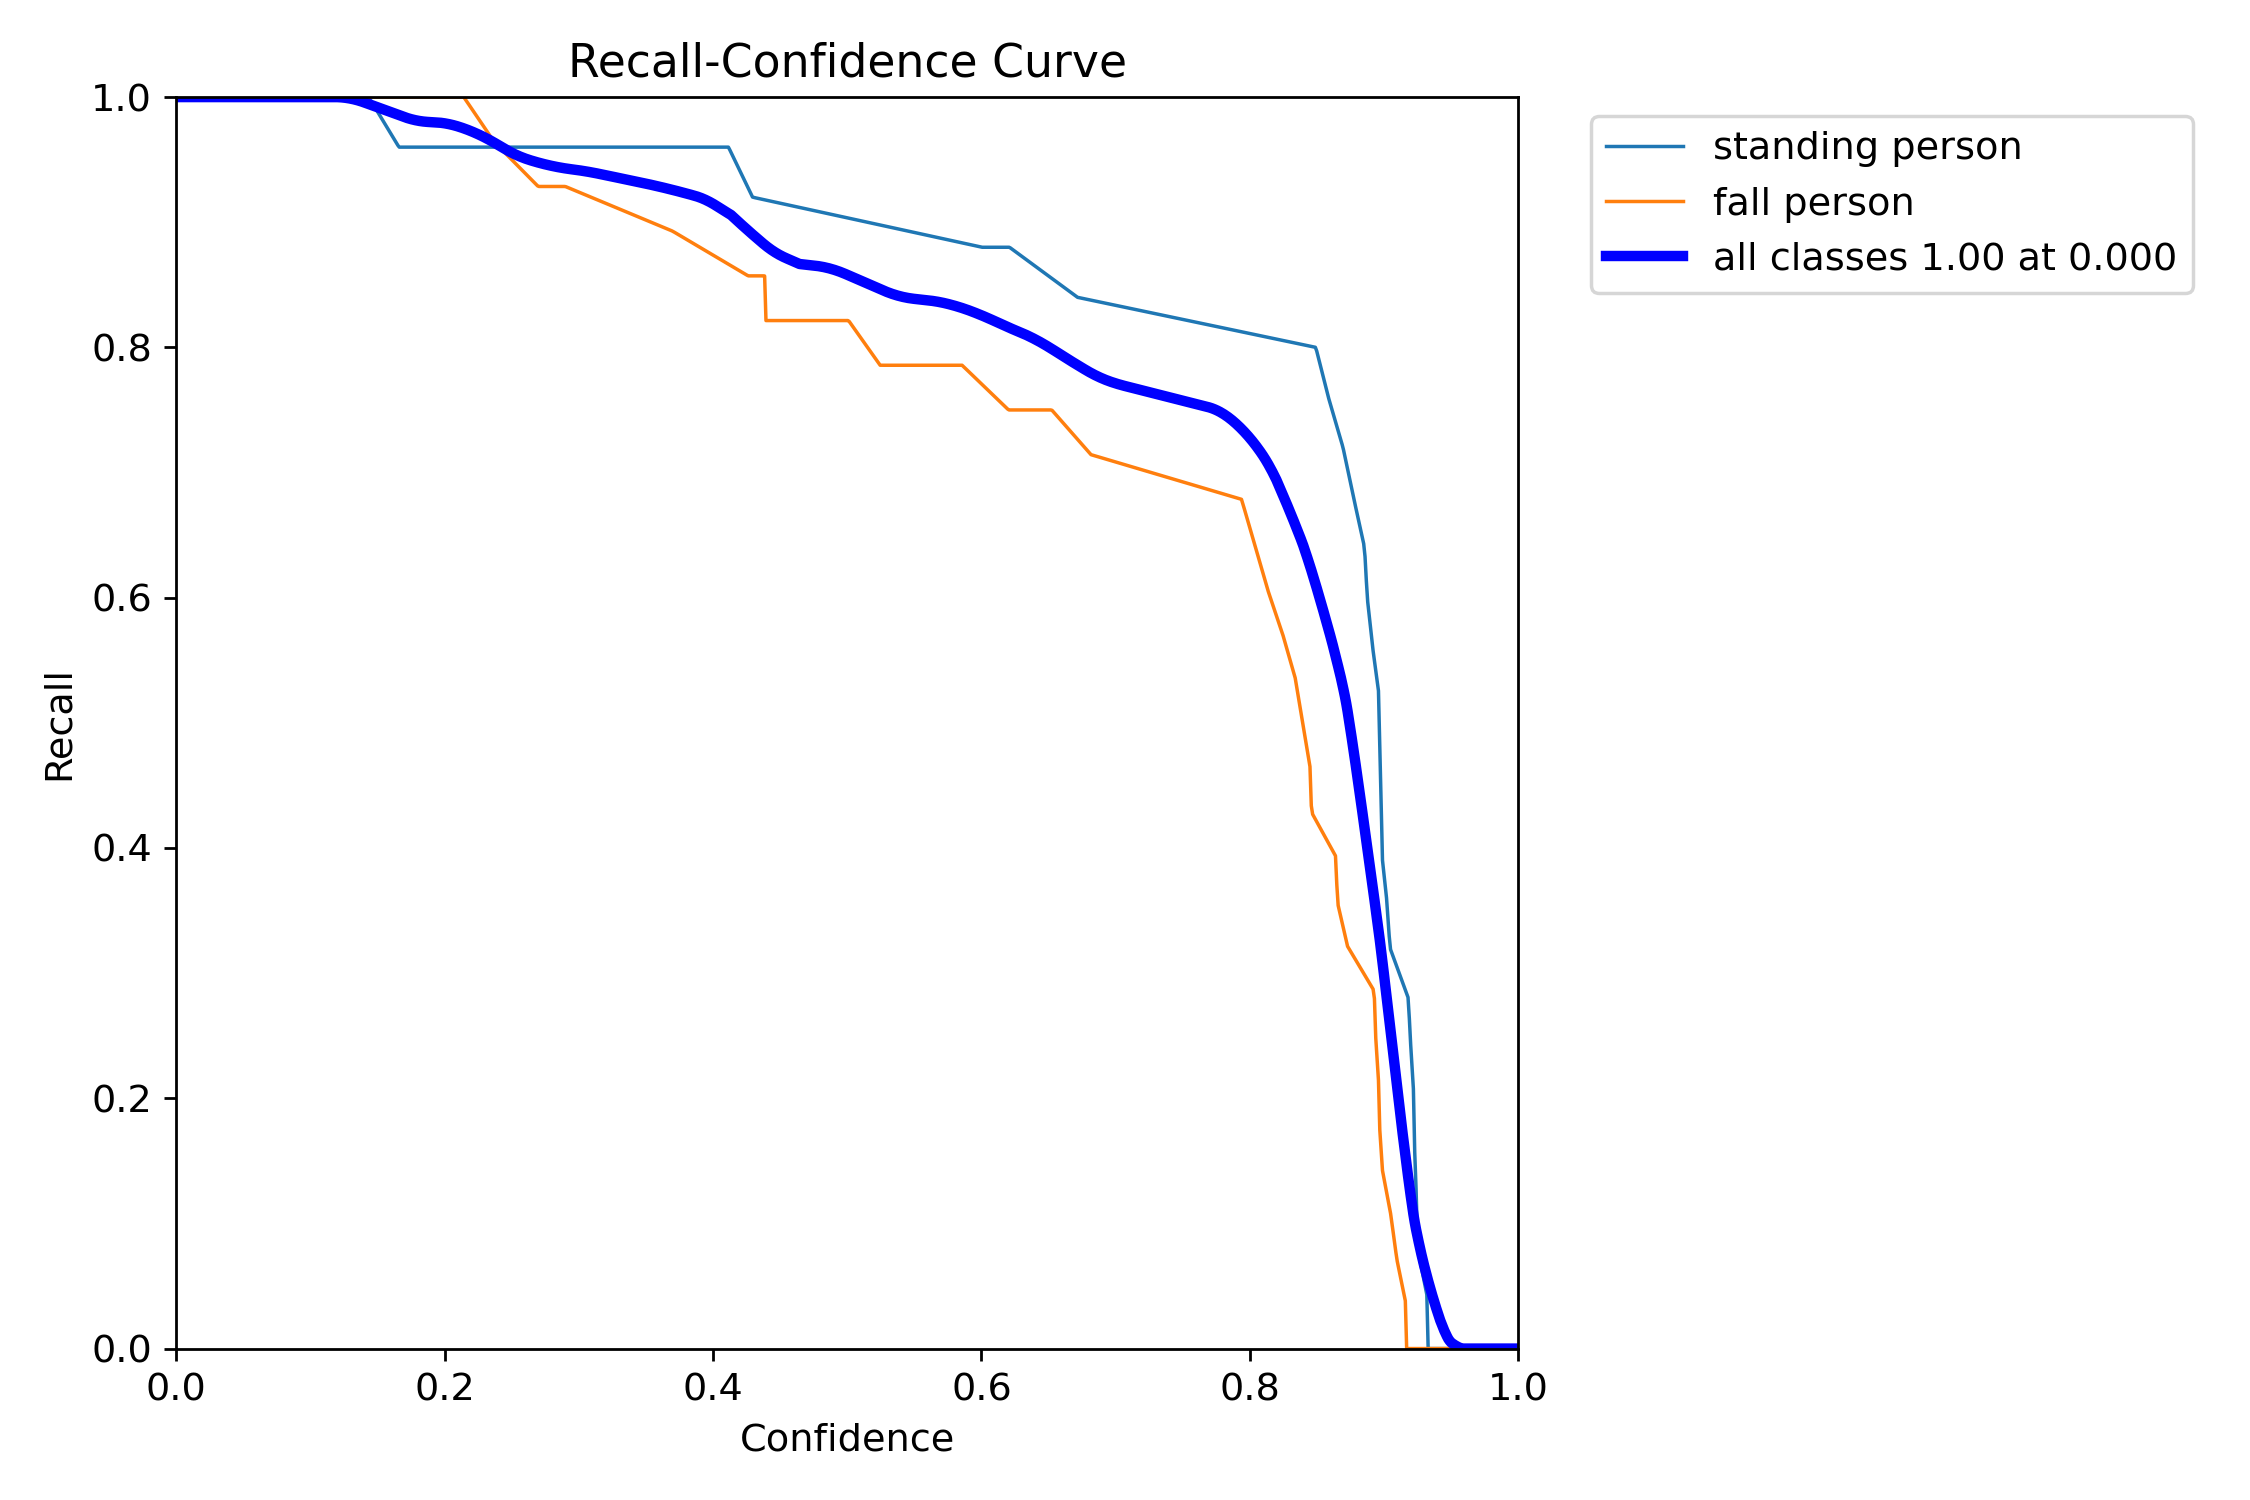 Recall-Confidence Curve
1.0
0.8
0.6
0.4
0.2
0.0
Recall
0.0 0.2 0.4 0.6 0.8 1.0
Confidence
standing person
fall person
all classes 1.00 at 0.000